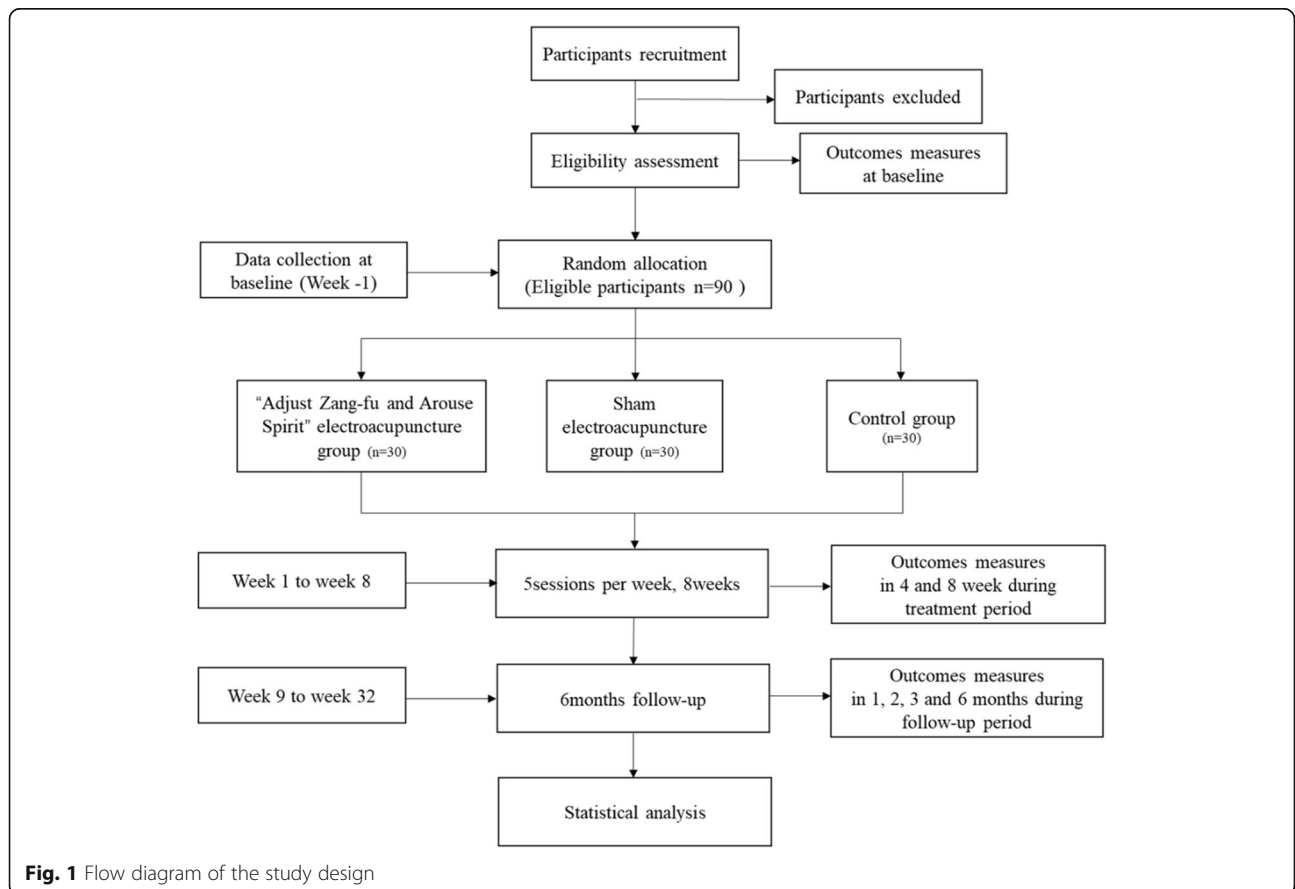 Participants recruitment
Participants excluded
Eligibility assessment
Outcomes measures
at baseline
Data collection at
baseline (Week -1)
Random allocation
(Eligible participants n=90 )
“Adjust Zang-fu and Arouse
Spirit” electroacupuncture
group (n=30)
Sham
electroacupuncture
group (n=30)
Control group
(n=30)
Week 1 to week 8
5sessions per week, 8weeks
Outcomes measures
in 4 and 8 week during
treatment period
Week 9 to week 32
6months follow-up
Outcomes measures
in 1, 2, 3 and 6 months during
follow-up period
Statistical analysis
Fig. 1 Flow diagram of the study design